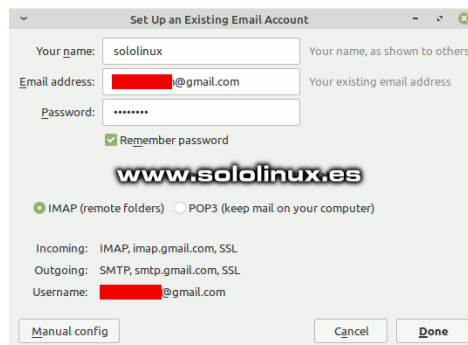 Set Up an Existing Email Account
Your name: sololinux Your name, as shown to others
Email address: @gmail.com Your existing email address
Password: ••••••••
Remember password
www.sololinux.es
IMAP (remote folders) POP3 (keep mail on your computer)
Incoming: IMAP, imap.gmail.com, SSL
Outgoing: SMTP, smtp.gmail.com, SSL
Username: @gmail.com
Manual config Cancel Done